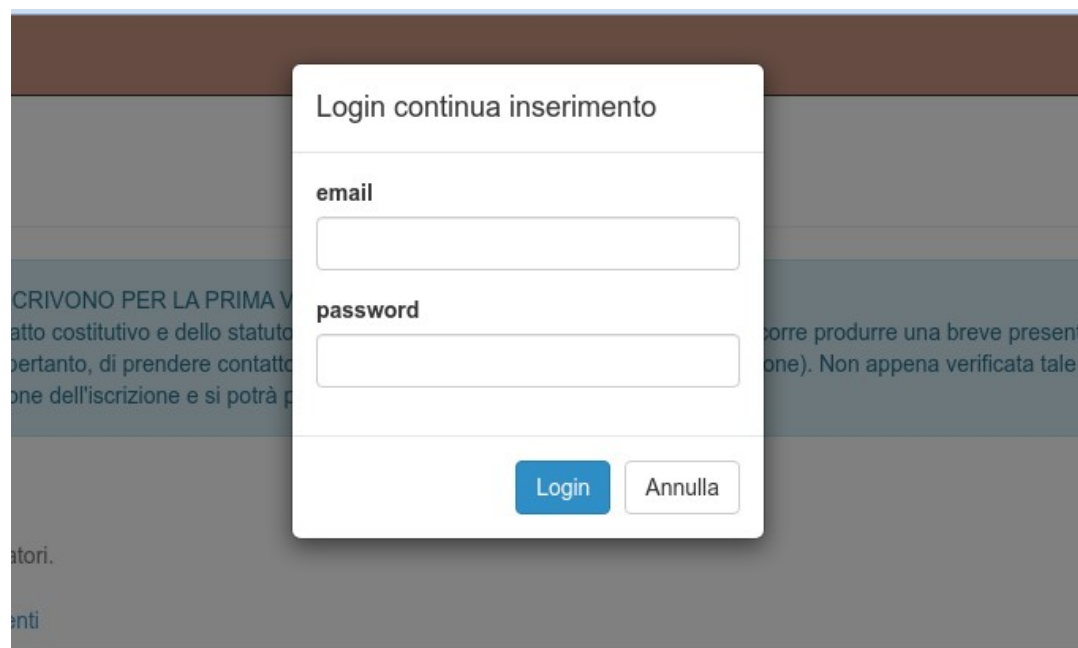 Login continua inserimento
email
CRIVONO PER LA PRIMA V
password
atto costitutivo e dello statuto corre produrre una breve present
pertanto, di prendere contatto one). Non appena verificata tale
one dell'iscrizione e si potrà p
Login Annulla
atori.
enti